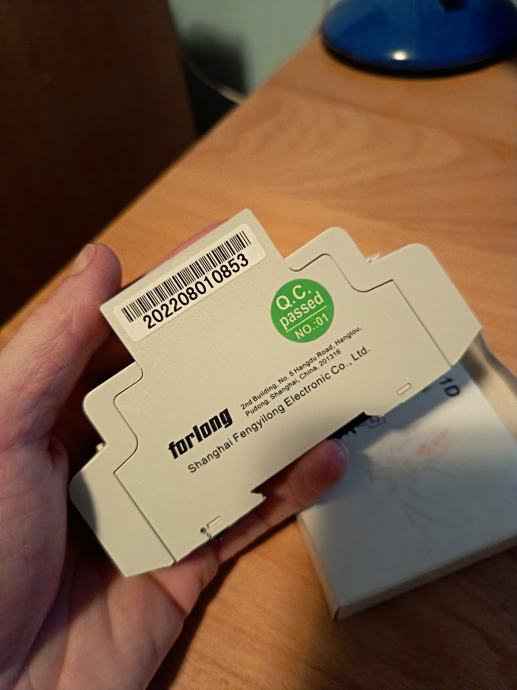 202208010853
Q.C.
passed
NO.:01
forlong
2nd Building, No. 5 Hangdu Road, Hangtou,
Pudong, Shanghai, China, 201316
Shanghai Fengyilong Electronic Co., Ltd.
1D